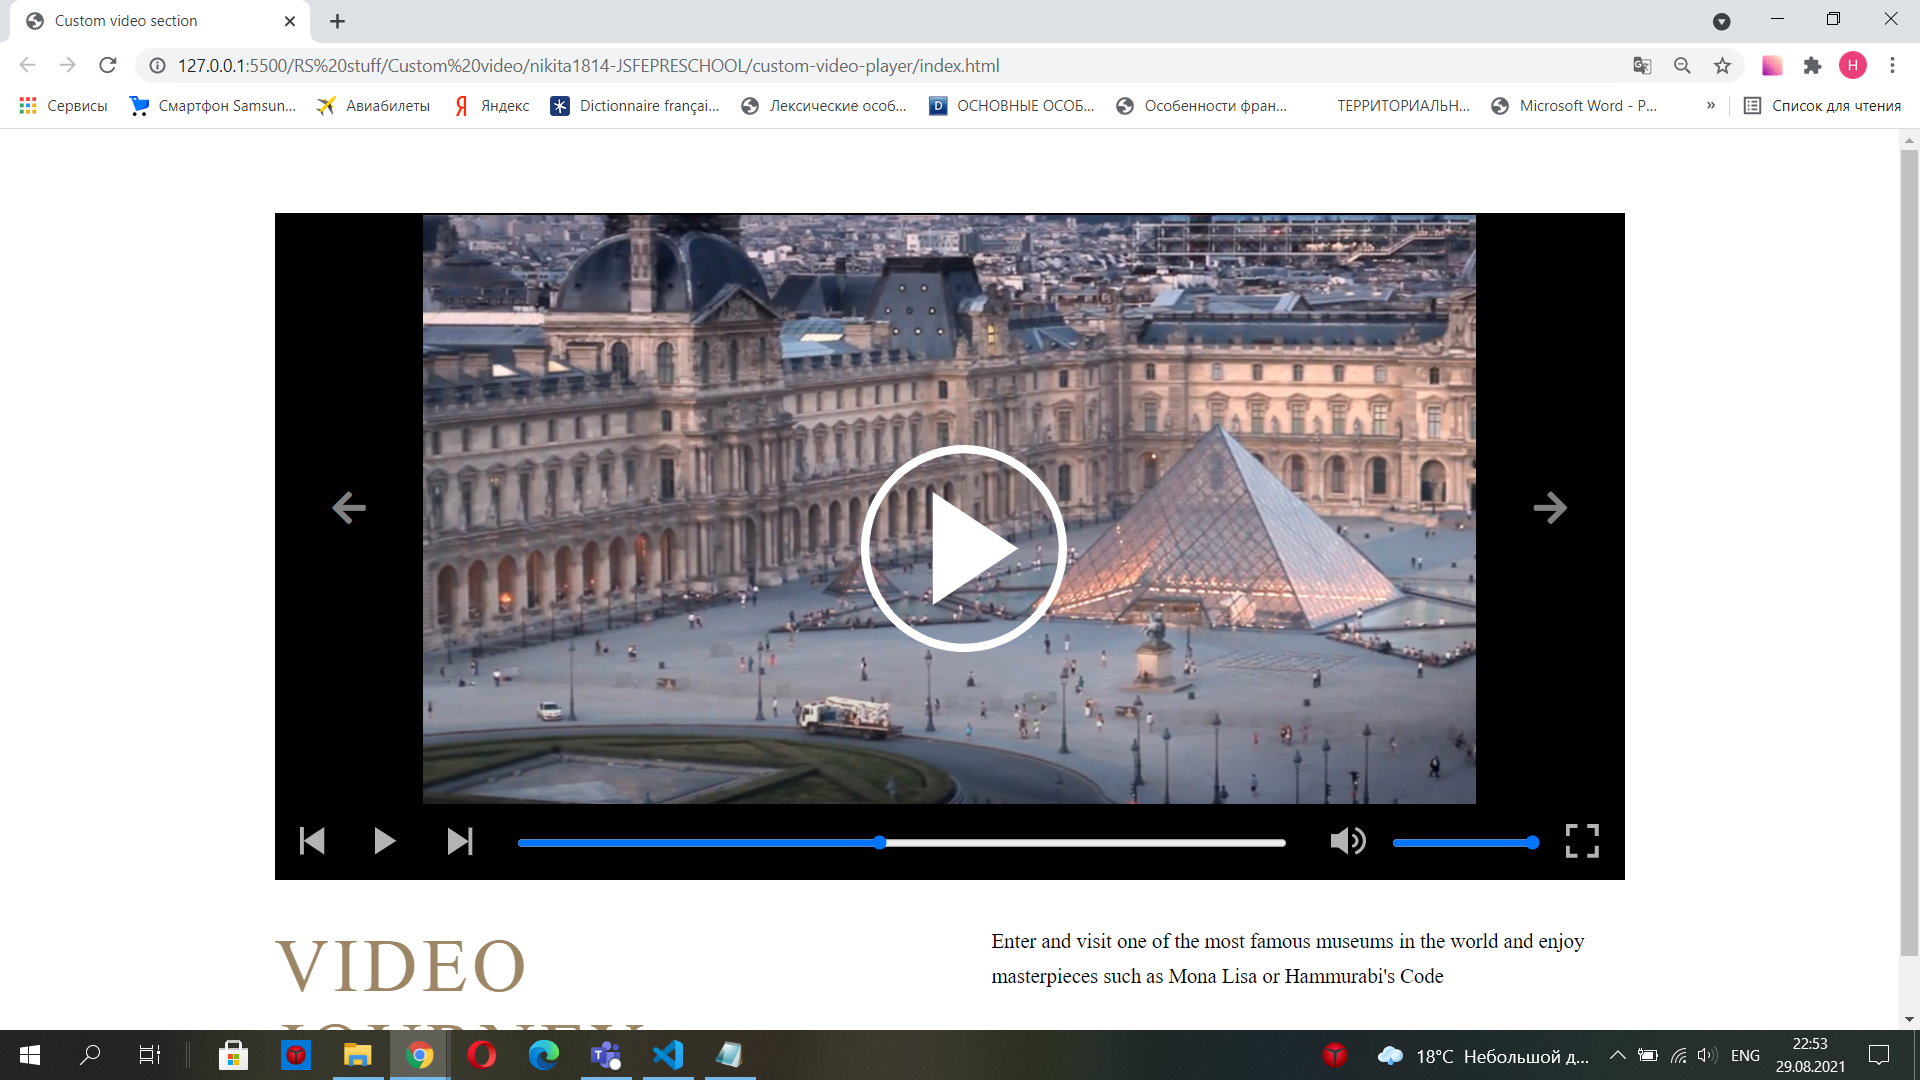 Custom video section
127.0.0.1:5500/RS%20stuff/Custom%20video/nikita1814-JSFEPRESCHOOL/custom-video-player/index.html
H
Сервисы
Смартфон Samsun...
Авиабилеты
Я Яндекс
Dictionnaire françai...
Лексические особ...
D ОСНОВНЫЕ ОСОБ...
Особенности фран...
ТЕРРИТОРИАЛЬН...
Microsoft Word - P...
»
Список для чтения
VIDEO
JOURNEY
Enter and visit one of the most famous museums in the world and enjoy
masterpieces such as Mona Lisa or Hammurabi's Code
18°C Небольшой д...
ENG
22:53
29.08.2021